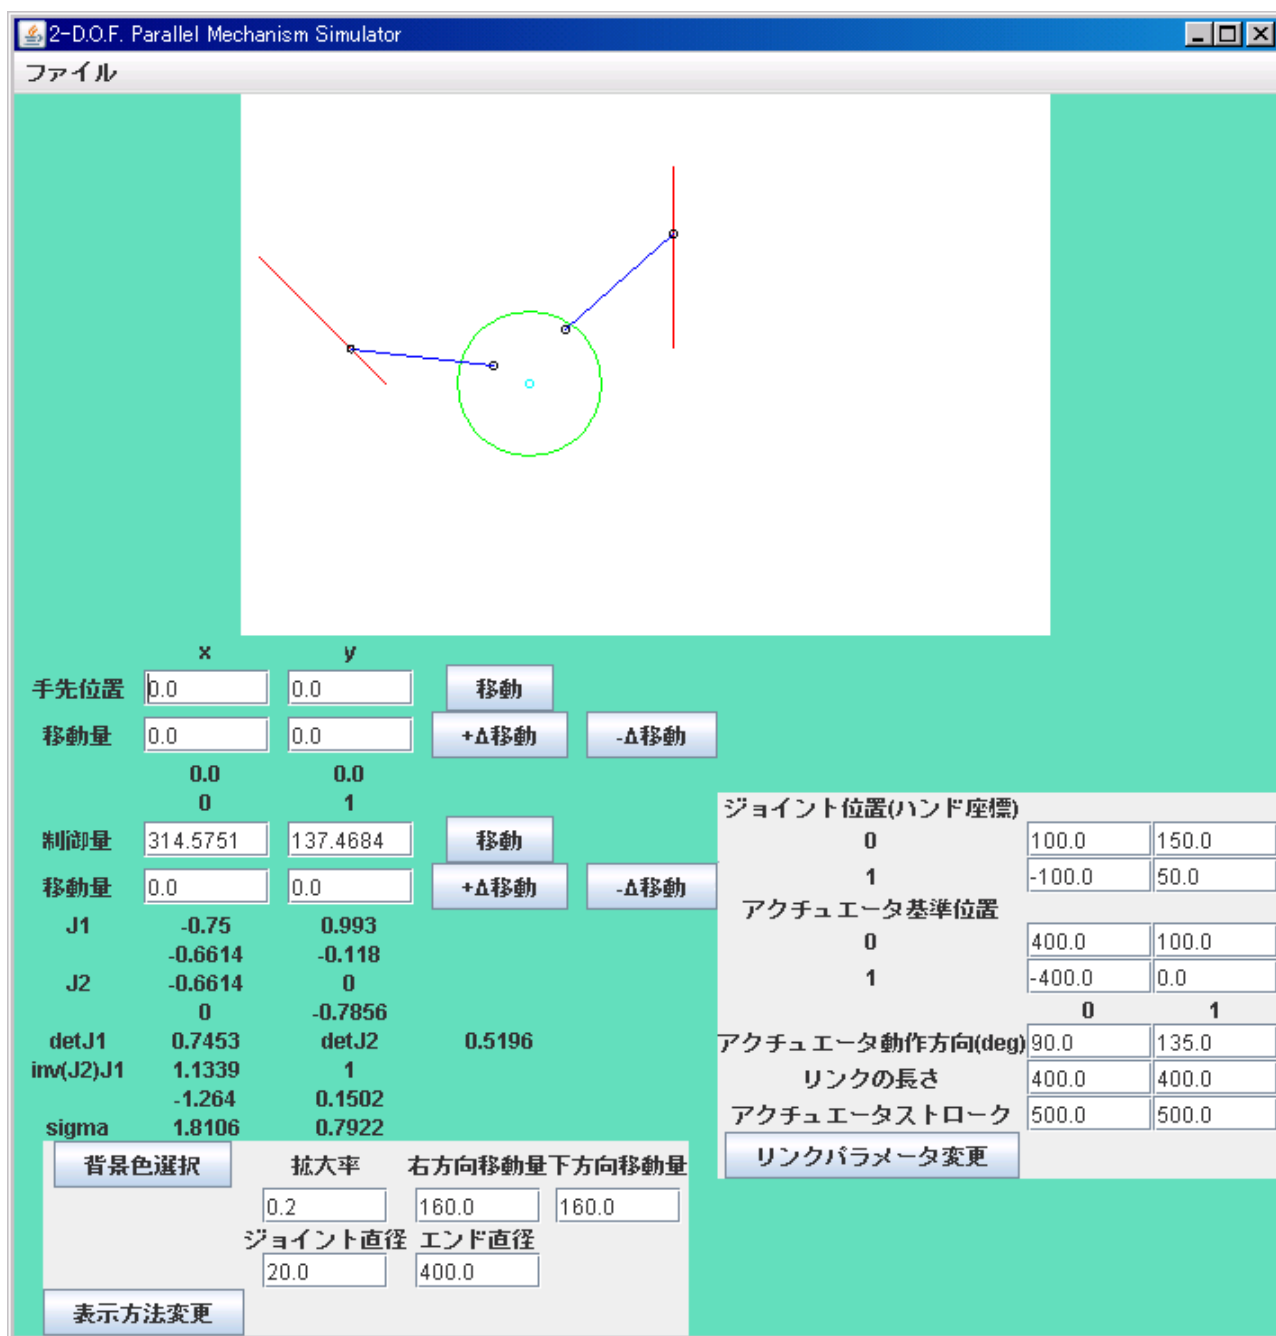 2-D.O.F. Parallel Mechanism Simulator
ファイル
x y
手先位置 0.0 0.0 移動
移動量 0.0 0.0 +Δ移動 -Δ移動
0.0 0.0
0 1
制御量 314.5751 137.4684 移動
移動量 0.0 0.0 +Δ移動 -Δ移動
J1 -0.75 0.993
-0.6614 -0.118
J2 -0.6614 0
0 -0.7856
detJ1 0.7453 detJ2 0.5196
inv(J2)J1 1.1339 1
-1.264 0.1502
sigma 1.8106 0.7922
ジョイント位置(ハンド座標)
0 100.0 150.0
1 -100.0 50.0
アクチュエータ基準位置
0 400.0 100.0
1 -400.0 0.0
0 1
アクチュエータ動作方向(deg) 90.0 135.0
リンクの長さ 400.0 400.0
アクチュエータストローク 500.0 500.0
リンクパラメータ変更
背景色選択 拡大率 右方向移動量 下方向移動量
0.2 160.0 160.0
ジョイント直径 エンド直径
20.0 400.0
表示方法変更